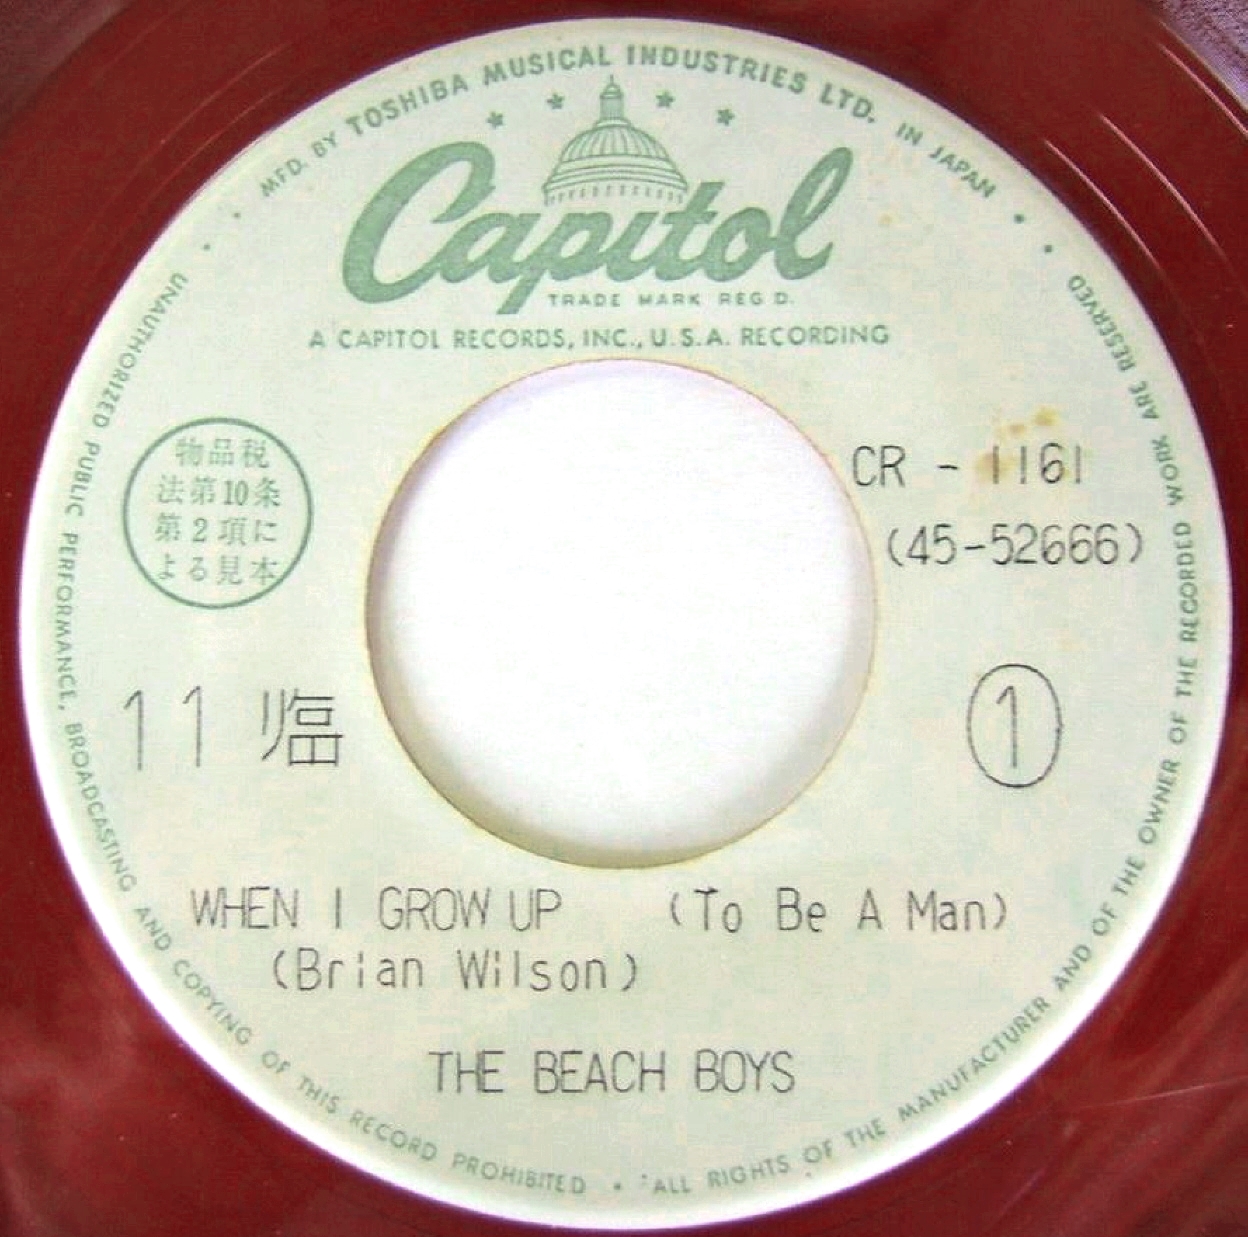 MFD. BY TOSHIBA MUSICAL INDUSTRIES LTD. IN JAPAN
Capitol
TRADE MARK REG'D.
A CAPITOL RECORDS, INC., U.S.A. RECORDING
物品税
法第10条
第2項に
よる見本
CR - 1161
(45-52666)
11 臨
1
WHEN I GROW UP (To Be A Man)
(Brian Wilson)
THE BEACH BOYS
UNAUTHORIZED PUBLIC PERFORMANCE, BROADCASTING AND COPYING OF THIS RECORD PROHIBITED • ALL RIGHTS OF THE MANUFACTURER AND OF THE OWNER OF THE RECORDED WORK ARE RESERVED